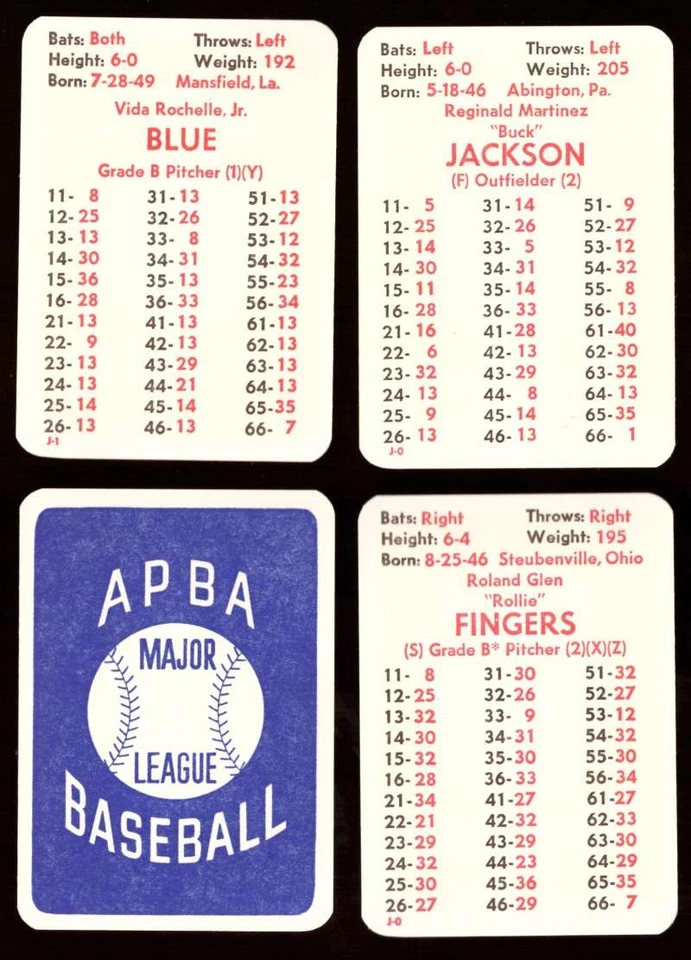 Bats: Both Throws: Left
Height: 6-0 Weight: 192
Born: 7-28-49 Mansfield, La.
Vida Rochelle, Jr.
BLUE
Grade B Pitcher (1)(Y)
11- 8 31-13 51-13
12-25 32-26 52-27
13-13 33- 8 53-12
14-30 34-31 54-32
15-36 35-13 55-23
16-28 36-33 56-34
21-13 41-13 61-13
22- 9 42-13 62-13
23-13 43-29 63-13
24-13 44-21 64-13
25-14 45-14 65-35
26-13 46-13 66- 7
J-1
Bats: Left Throws: Left
Height: 6-0 Weight: 205
Born: 5-18-46 Abington, Pa.
Reginald Martinez
"Buck"
JACKSON
(F) Outfielder (2)
11- 5 31-14 51- 9
12-25 32-26 52-27
13-14 33- 5 53-12
14-30 34-31 54-32
15-11 35-14 55- 8
16-28 36-33 56-13
21-16 41-28 61-40
22- 6 42-13 62-30
23-32 43-29 63-32
24-13 44- 8 64-13
25- 9 45-14 65-35
26-13 46-13 66- 1
J-0
APBA
MAJOR
LEAGUE
BASEBALL
Bats: Right Throws: Right
Height: 6-4 Weight: 195
Born: 8-25-46 Steubenville, Ohio
Roland Glen
"Rollie"
FINGERS
(S) Grade B* Pitcher (2)(X)(Z)
11- 8 31-30 51-32
12-25 32-26 52-27
13-32 33- 9 53-12
14-30 34-31 54-32
15-32 35-30 55-30
16-28 36-33 56-34
21-34 41-27 61-27
22-21 42-32 62-33
23-29 43-29 63-30
24-32 44-23 64-29
25-30 45-36 65-35
26-27 46-29 66- 7
J-0